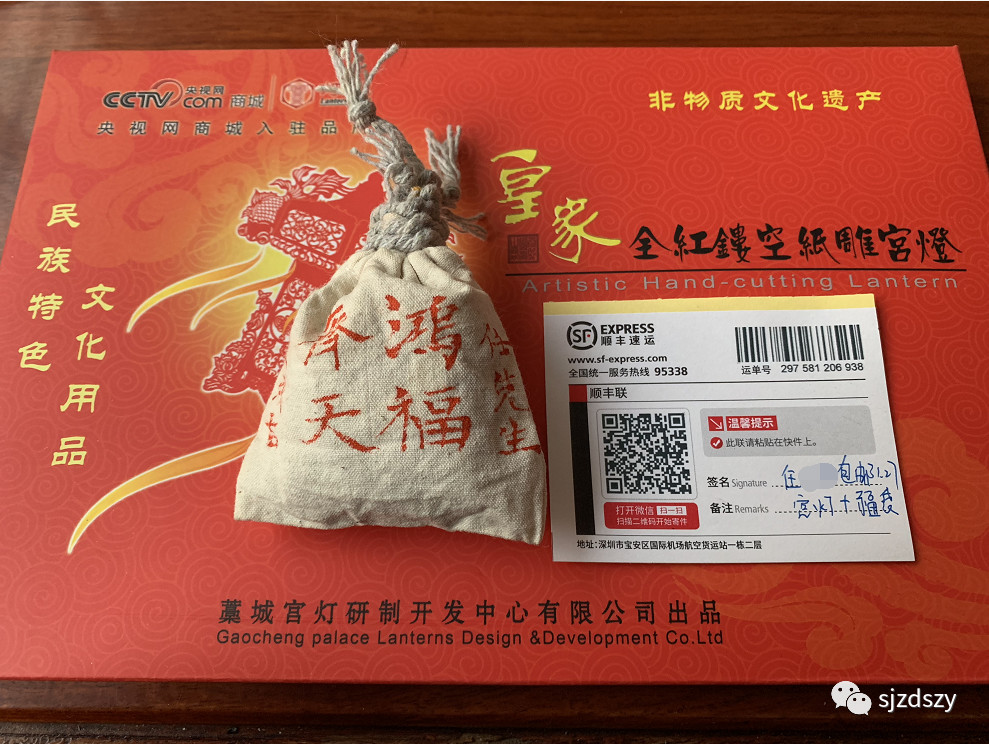 CCTV.com 央视网商城
央视网商城入驻品
非物质文化遗产
民族特色
文化用品
皇家
全紅鏤空紙雕宮燈
Artistic Hand-cutting Lantern
鸿福
齐天
任先生
SF EXPRESS
顺丰速运
www.sf-express.com
全国统一服务热线 95338
运单号 297 581 206 938
顺丰联
温馨提示
此联请粘贴在快件上。
签名 Signature 任 包邮127
备注 Remarks 宫灯+福袋
打开微信 扫一扫
扫描二维码开始寄件
地址:深圳市宝安区国际机场航空货运站一栋二层
藁城宫灯研制开发中心有限公司出品
Gaocheng palace Lanterns Design &Development Co.Ltd
sjzdszy